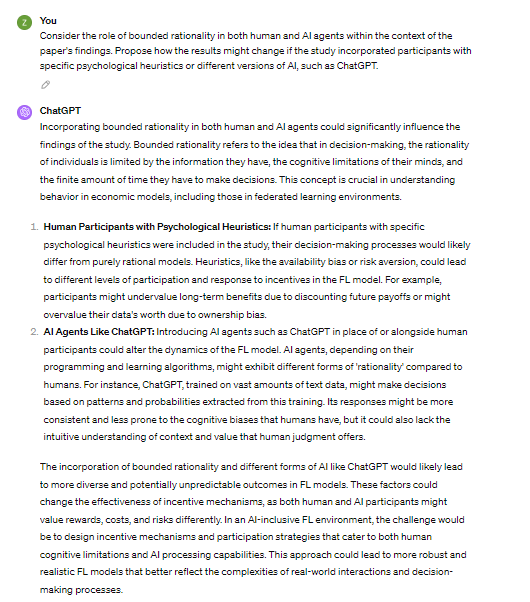 Z You
Consider the role of bounded rationality in both human and AI agents within the context of the
paper's findings. Propose how the results might change if the study incorporated participants with
specific psychological heuristics or different versions of AI, such as ChatGPT.
ChatGPT
Incorporating bounded rationality in both human and AI agents could significantly influence the
findings of the study. Bounded rationality refers to the idea that in decision-making, the rationality
of individuals is limited by the information they have, the cognitive limitations of their minds, and
the finite amount of time they have to make decisions. This concept is crucial in understanding
behavior in economic models, including those in federated learning environments.
1. Human Participants with Psychological Heuristics: If human participants with specific
psychological heuristics were included in the study, their decision-making processes would likely
differ from purely rational models. Heuristics, like the availability bias or risk aversion, could lead
to different levels of participation and response to incentives in the FL model. For example,
participants might undervalue long-term benefits due to discounting future payoffs or might
overvalue their data's worth due to ownership bias.
2. AI Agents Like ChatGPT: Introducing AI agents such as ChatGPT in place of or alongside human
participants could alter the dynamics of the FL model. AI agents, depending on their
programming and learning algorithms, might exhibit different forms of 'rationality' compared to
humans. For instance, ChatGPT, trained on vast amounts of text data, might make decisions
based on patterns and probabilities extracted from this training. Its responses might be more
consistent and less prone to the cognitive biases that humans have, but it could also lack the
intuitive understanding of context and value that human judgment offers.
The incorporation of bounded rationality and different forms of AI like ChatGPT would likely lead
to more diverse and potentially unpredictable outcomes in FL models. These factors could
change the effectiveness of incentive mechanisms, as both human and AI participants might
value rewards, costs, and risks differently. In an AI-inclusive FL environment, the challenge would
be to design incentive mechanisms and participation strategies that cater to both human
cognitive limitations and AI processing capabilities. This approach could lead to more robust and
realistic FL models that better reflect the complexities of real-world interactions and decision-
making processes.